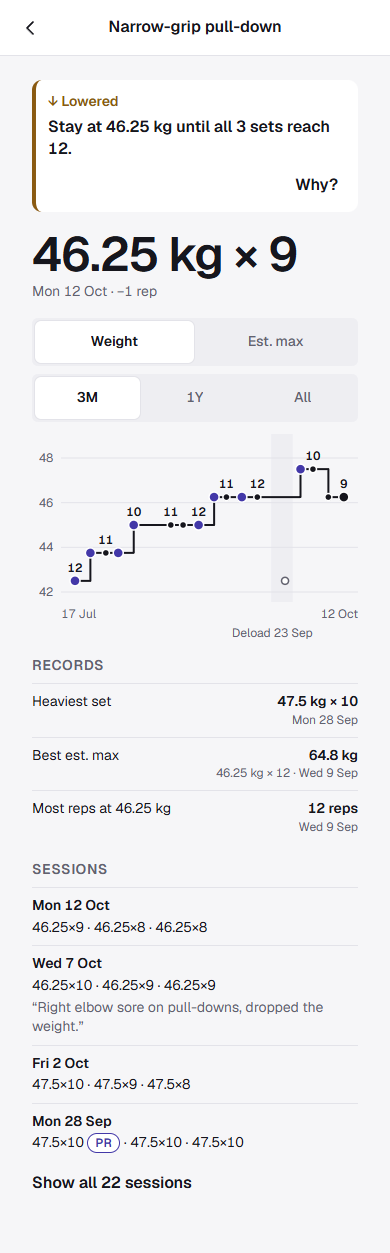 Narrow-grip pull-down
↓ Lowered
Stay at 46.25 kg until all 3 sets reach
12.
Why?
46.25 kg × 9
Mon 12 Oct · −1 rep
Weight
Est. max
3M
1Y
All
48
46
44
42
12
11
10
11
12
11
12
10
9
17 Jul
12 Oct
Deload 23 Sep
RECORDS
Heaviest set
47.5 kg × 10
Mon 28 Sep
Best est. max
64.8 kg
46.25 kg × 12 · Wed 9 Sep
Most reps at 46.25 kg
12 reps
Wed 9 Sep
SESSIONS
Mon 12 Oct
46.25×9 · 46.25×8 · 46.25×8
Wed 7 Oct
46.25×10 · 46.25×9 · 46.25×9
“Right elbow sore on pull-downs, dropped the
weight.”
Fri 2 Oct
47.5×10 · 47.5×9 · 47.5×8
Mon 28 Sep
47.5×10 PR · 47.5×10 · 47.5×10
Show all 22 sessions